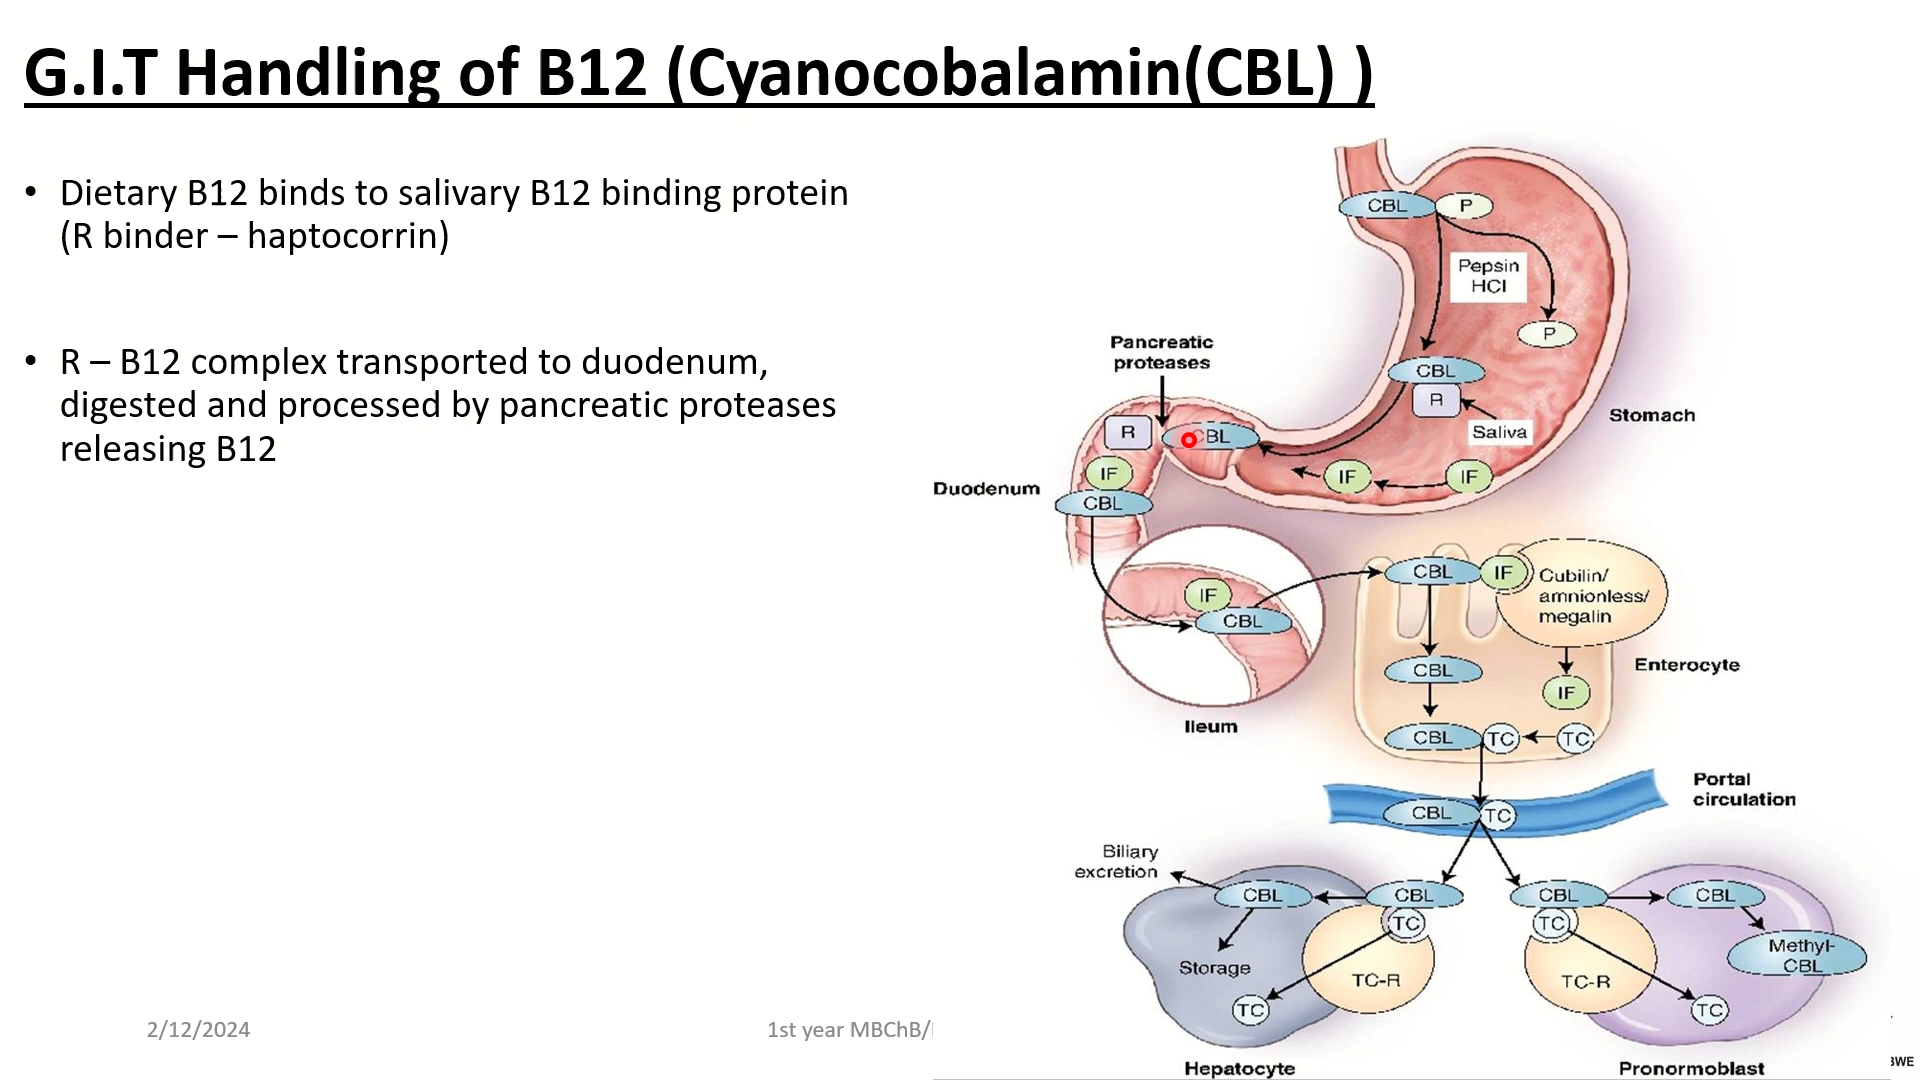 G.I.T Handling of B12 (Cyanocobalamin(CBL) )
• Dietary B12 binds to salivary B12 binding protein
(R binder – haptocorrin)
• R – B12 complex transported to duodenum,
digested and processed by pancreatic proteases
releasing B12
CBL P
Pepsin
HCl
P
Pancreatic
proteases
CBL
R
Stomach
R CBL
Saliva
IF
IF IF
Duodenum
CBL
CBL IF
Cubilin/
amnionless/
megalin
IF
CBL
Enterocyte
CBL
IF
Ileum
CBL TC TC
Portal
circulation
CBL TC
Biliary
excretion
CBL CBL CBL CBL
TC TC
Methyl-
CBL
Storage
TC-R TC-R
TC TC
2/12/2024
1st year MBChB/
Hepatocyte
Pronormoblast
BWE